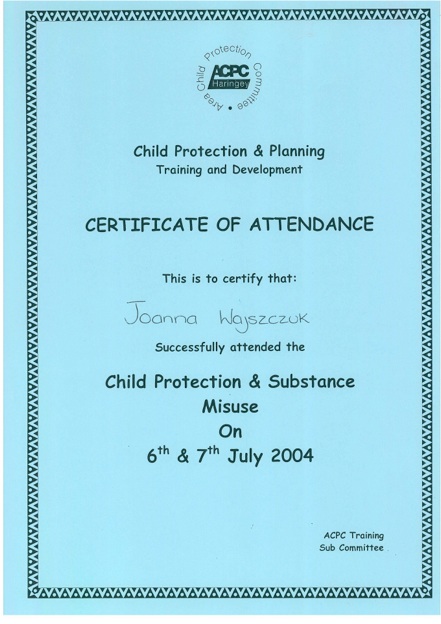 Area Child Protection Committee
ACPC
Haringey
Child Protection & Planning
Training and Development
CERTIFICATE OF ATTENDANCE
This is to certify that:
Joanna Wajszczuk
Successfully attended the
Child Protection & Substance
Misuse
On
6th & 7th July 2004
ACPC Training
Sub Committee